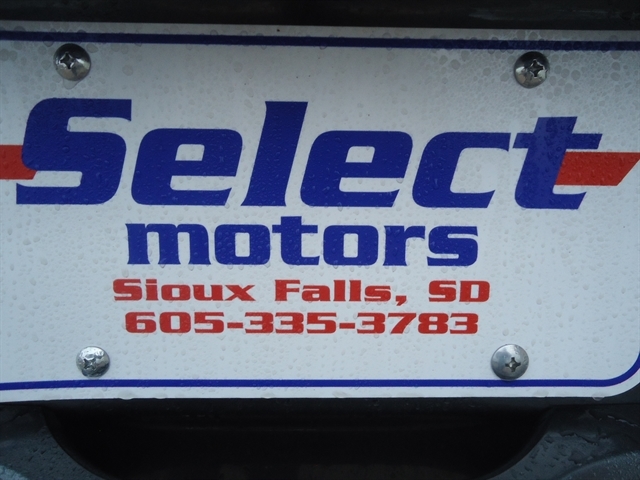 Select
motors
Sioux Falls, SD
605-335-3783